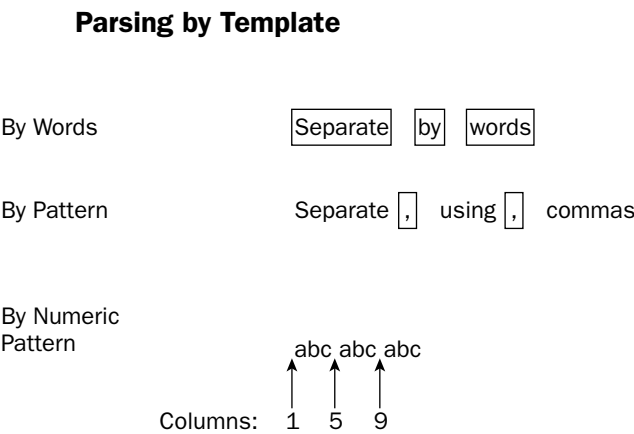 Parsing by Template
By Words Separate by words
By Pattern Separate , using , commas
By Numeric
Pattern abc abc abc
Columns: 1 5 9